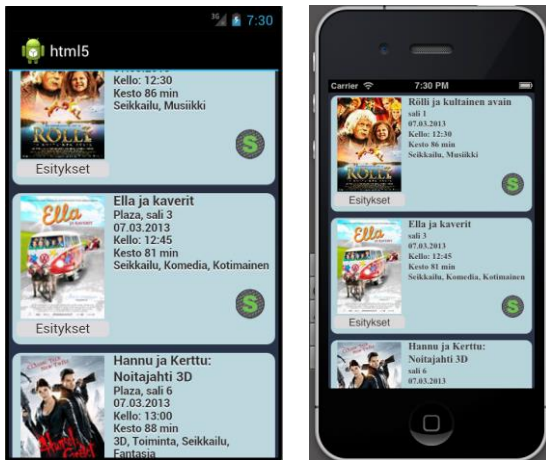 7:30
html5
Kello: 12:30
Kesto 86 min
Seikkailu, Musiikki
RÖLLI
S
Esitykset
Ella
Ella ja kaverit
Plaza, sali 3
07.03.2013
Kello: 12:45
Kesto 81 min
Seikkailu, Komedia, Kotimainen
S
Esitykset
Hannu ja Kerttu:
Noitajahti 3D
Plaza, sali 6
07.03.2013
Kello: 13:00
Kesto 88 min
3D, Toiminta, Seikkailu,
Fantasia
Carrier 7:30 PM
Rölli ja kultainen avain
sali 1
07.03.2013
Kello: 12:30
Kesto 86 min
Seikkailu, Musiikki
RÖLLI
S
Esitykset
Ella
Ella ja kaverit
sali 3
07.03.2013
Kello: 12:45
Kesto 81 min
Seikkailu, Komedia, Kotimainen
S
Esitykset
Hannu ja Kerttu:
Noitajahti 3D
sali 6
07.03.2013